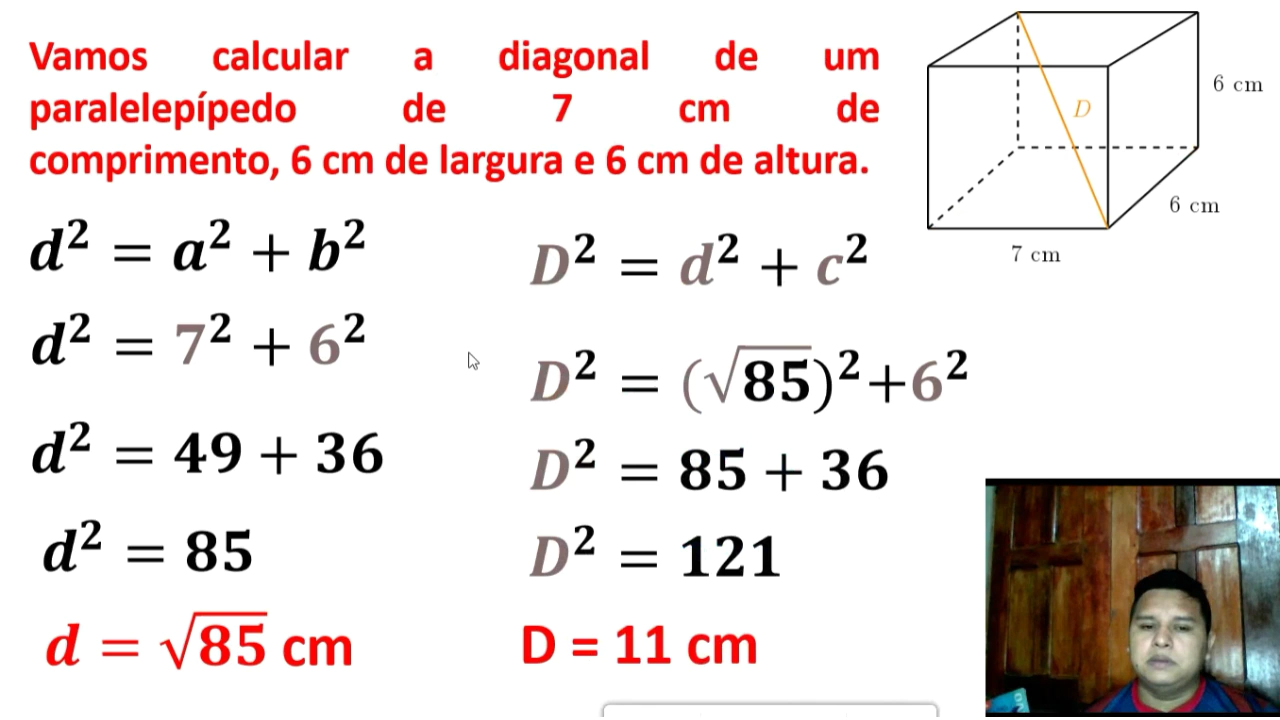 Vamos calcular a diagonal de um
paralelepípedo de 7 cm de
comprimento, 6 cm de largura e 6 cm de altura.
6 cm
D
6 cm
7 cm
d² = a² + b²
d² = 7² + 6²
d² = 49 + 36
d² = 85
d = √85 cm
D² = d² + c²
D² = (√85)²+6²
D² = 85 + 36
D² = 121
D = 11 cm